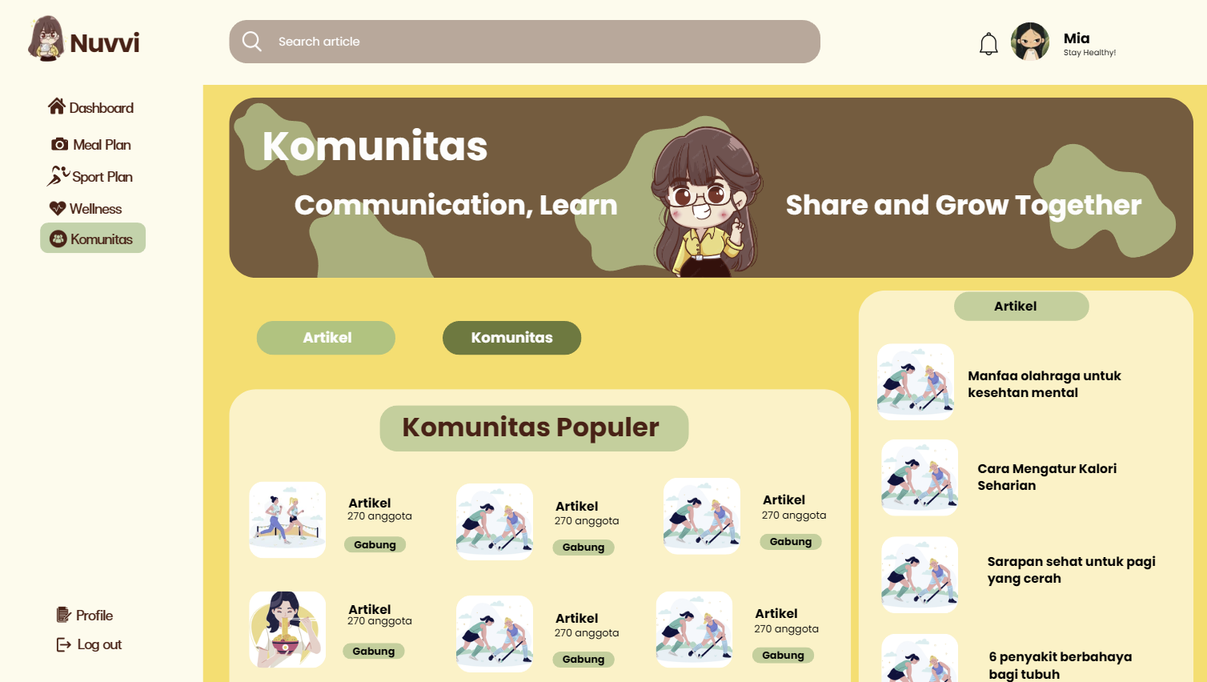 Nuvvi
Search article
Mia
Stay Healthy!
Dashboard
Meal Plan
Sport Plan
Wellness
Komunitas
Profile
Log out
Komunitas
Communication, Learn
Share and Grow Together
Artikel
Komunitas
Komunitas Populer
Artikel
270 anggota
Gabung
Artikel
270 anggota
Gabung
Artikel
270 anggota
Gabung
Artikel
270 anggota
Gabung
Artikel
270 anggota
Gabung
Artikel
270 anggota
Gabung
Artikel
Manfaa olahraga untuk
kesehtan mental
Cara Mengatur Kalori
Seharian
Sarapan sehat untuk pagi
yang cerah
6 penyakit berbahaya
bagi tubuh